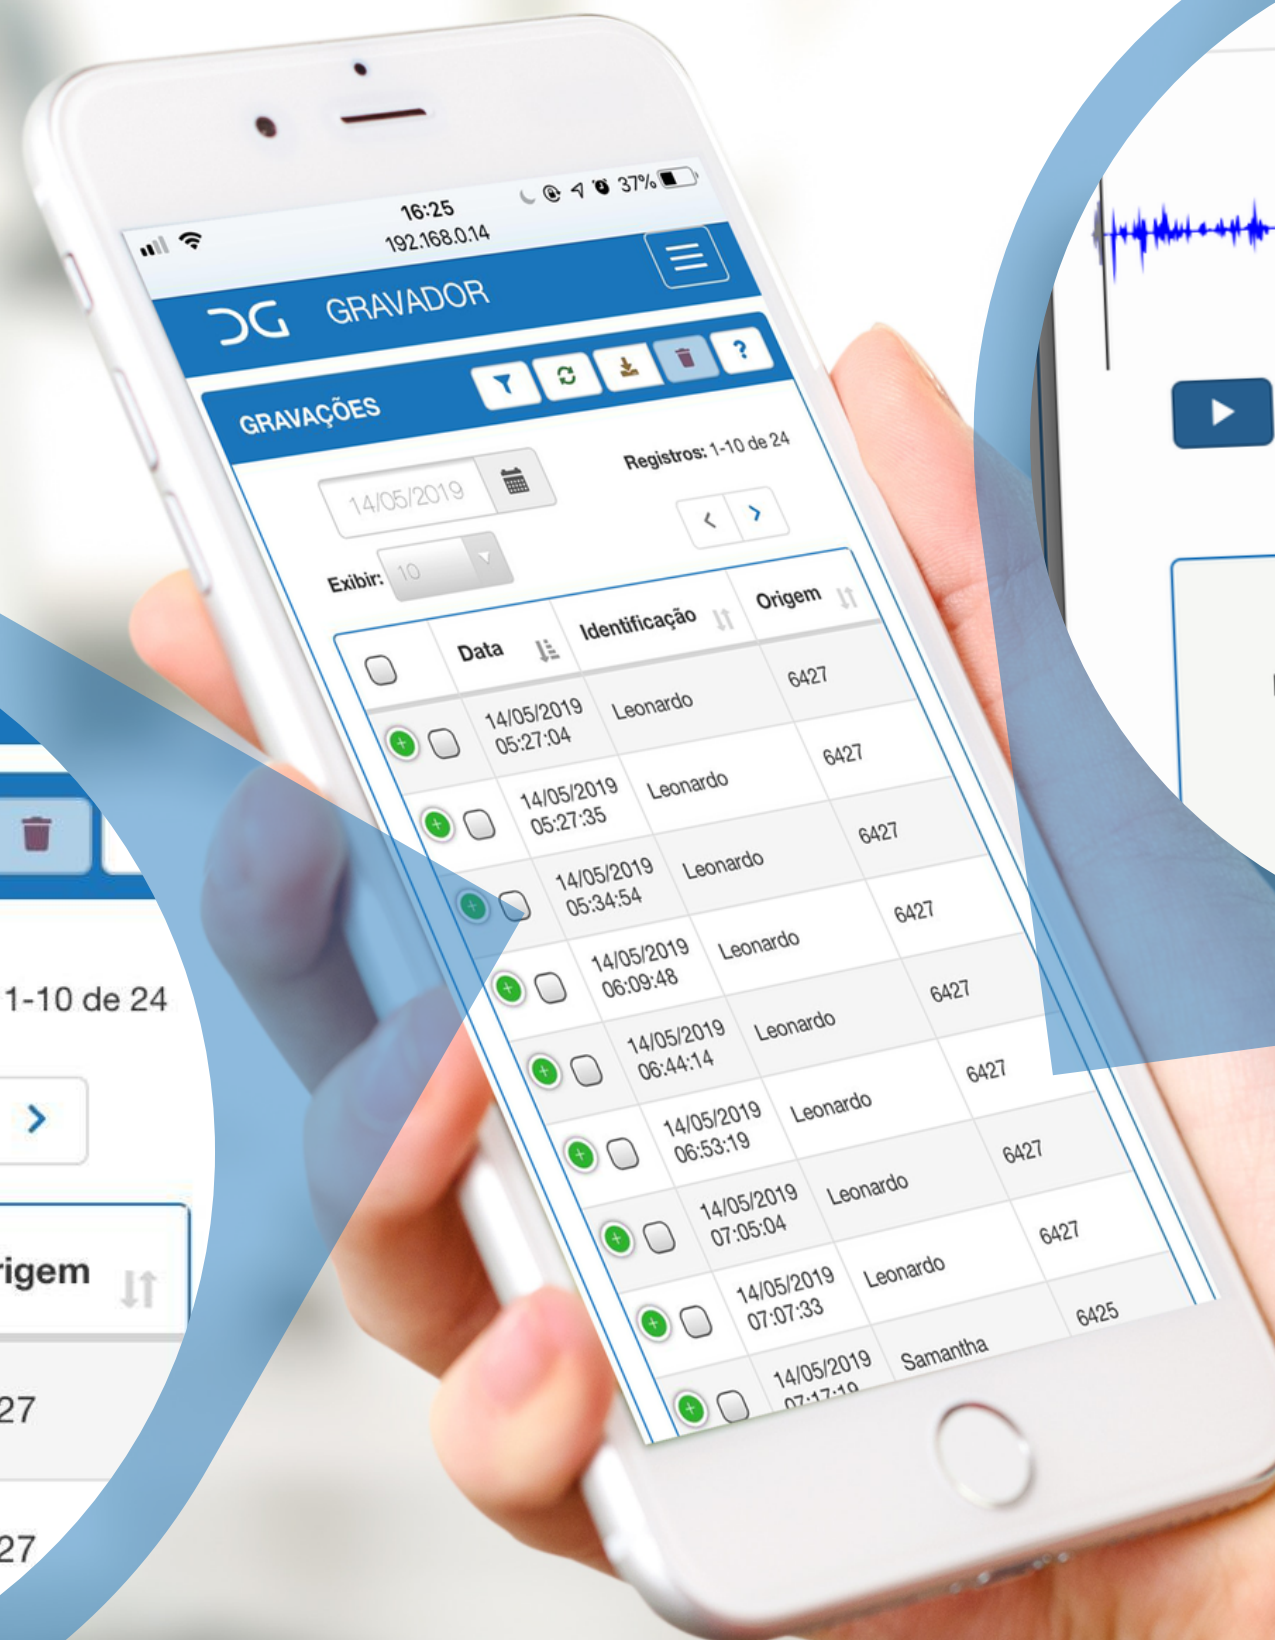 16:25
37%
192.168.0.14
DG GRAVADOR
GRAVAÇÕES
?
14/05/2019
Registros: 1-10 de 24
Exibir: 10
Data Identificação Origem
14/05/2019 05:27:04 Leonardo 6427
14/05/2019 05:27:35 Leonardo 6427
14/05/2019 05:34:54 Leonardo 6427
14/05/2019 06:09:48 Leonardo 6427
14/05/2019 06:44:14 Leonardo 6427
14/05/2019 06:53:19 Leonardo 6427
14/05/2019 07:05:04 Leonardo 6427
14/05/2019 07:07:33 Leonardo 6427
14/05/2019 07:17:19 Samantha 6425
1-10 de 24
rigem
27
27